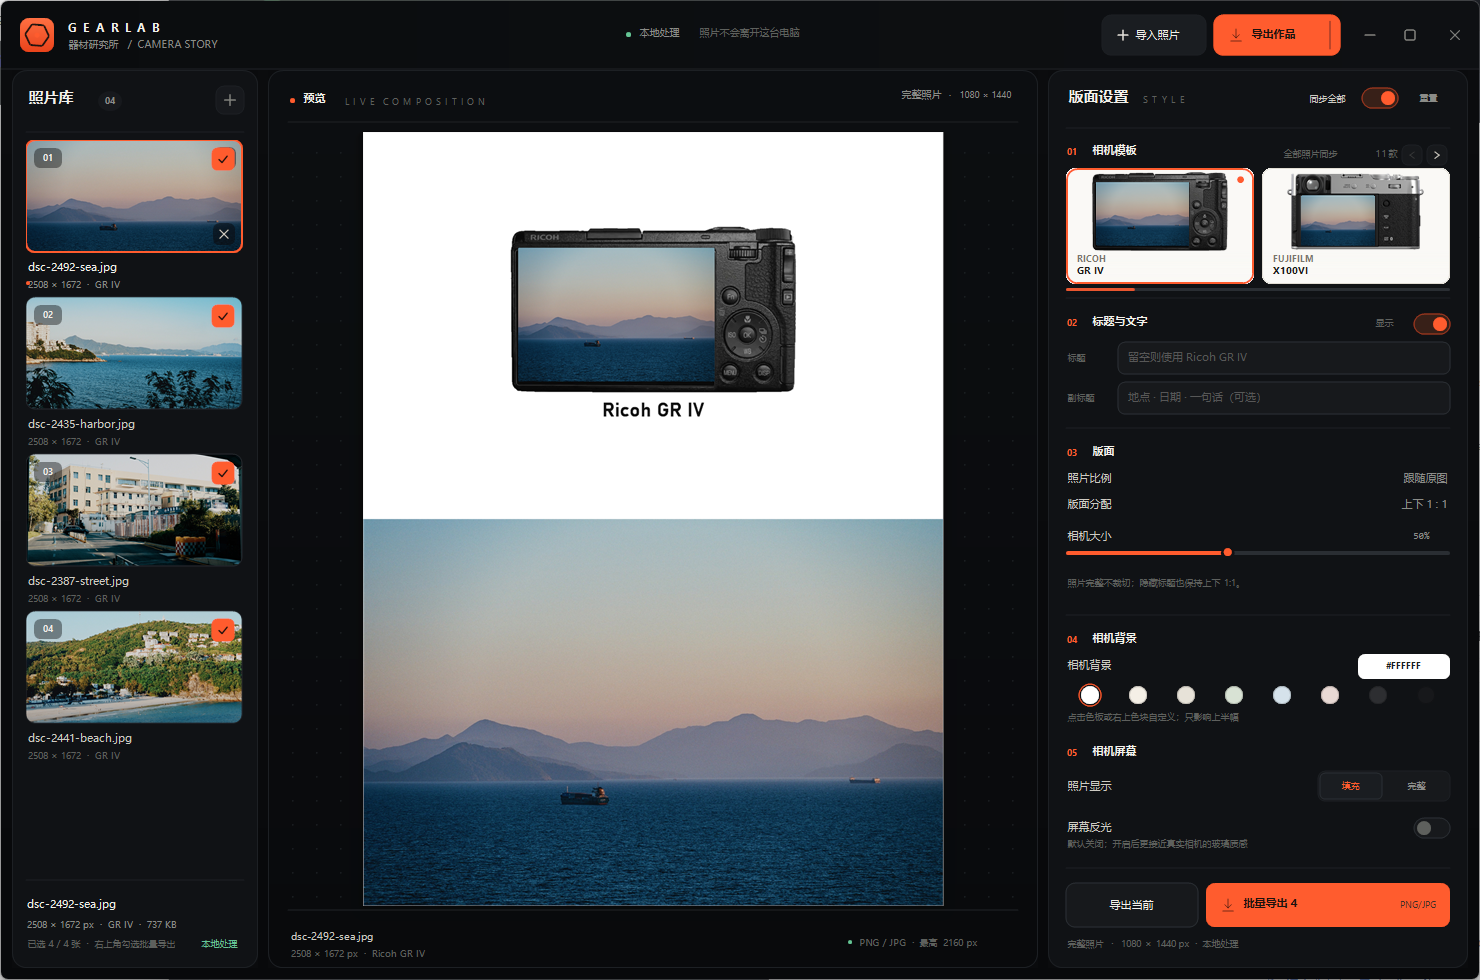 GEARLAB
器材研究所 / CAMERA STORY
本地处理 照片不会离开这台电脑
导入照片
导出作品
照片库 04
01
dsc-2492-sea.jpg
2508 × 1672 · GR IV
02
dsc-2435-harbor.jpg
2508 × 1672 · GR IV
03
dsc-2387-street.jpg
2508 × 1672 · GR IV
04
dsc-2441-beach.jpg
2508 × 1672 · GR IV
dsc-2492-sea.jpg
2508 × 1672 px · GR IV · 737 KB
已选 4 / 4 张 · 右上角勾选批量导出 本地处理
预览 LIVE COMPOSITION
完整照片 · 1080 × 1440
RICOH
MENU
DISP
OK
Ricoh GR IV
dsc-2492-sea.jpg
2508 × 1672 px · Ricoh GR IV
PNG / JPG · 最高 2160 px
版面设置 STYLE
同步全部
重置
01 相机模板
全部照片同步 11 款
RICOH
GR IV
FUJIFILM
X100VI
02 标题与文字
显示
标题 留空则使用 Ricoh GR IV
副标题 地点 · 日期 · 一句话（可选）
03 版面
照片比例 跟随原图
版面分配 上下 1 : 1
相机大小 50%
照片完整不裁切；隐藏标题也保持上下 1:1。
04 相机背景
相机背景 #FFFFFF
点击色板或右上色块自定义；只影响上半幅
05 相机屏幕
照片显示 填充 完整
屏幕反光
默认关闭；开启后更接近真实相机的玻璃质感
导出当前
批量导出 4 PNG/JPG
完整照片 · 1080 × 1440 px · 本地处理